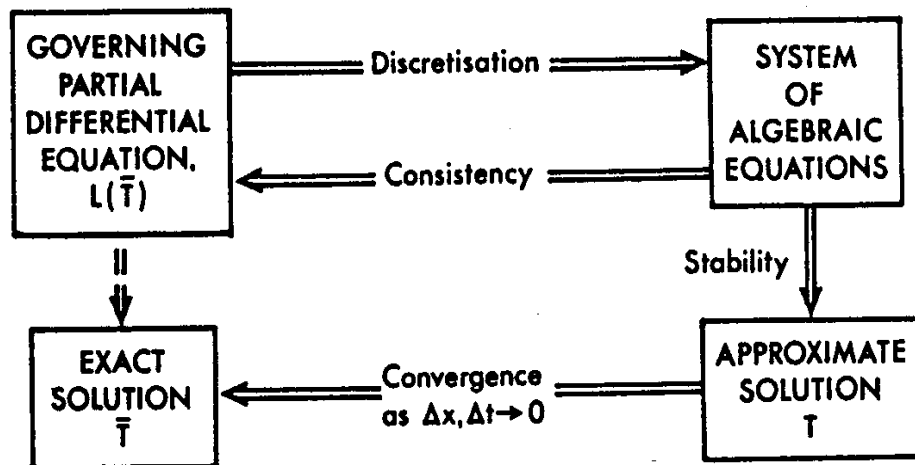 GOVERNING
PARTIAL
DIFFERENTIAL
EQUATION,
L(T̄)
Discretisation
Consistency
SYSTEM
OF
ALGEBRAIC
EQUATIONS
Stability
EXACT
SOLUTION
T̄
Convergence
as Δx,Δt→0
APPROXIMATE
SOLUTION
T